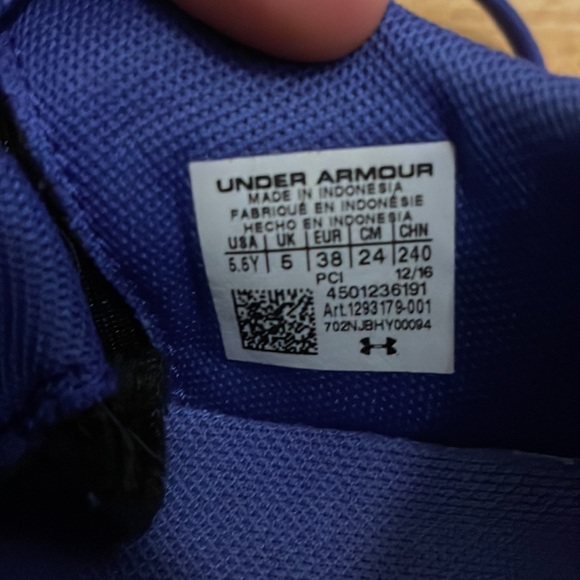 UNDER ARMOUR
MADE IN INDONESIA
FABRIQUÉ EN INDONÉSIE
HECHO EN INDONESIA
USA UK EUR CM CHN
5.5Y 5 38 24 240
PCI 12/16
4501236191
Art.1293179-001
702NJBHY00094